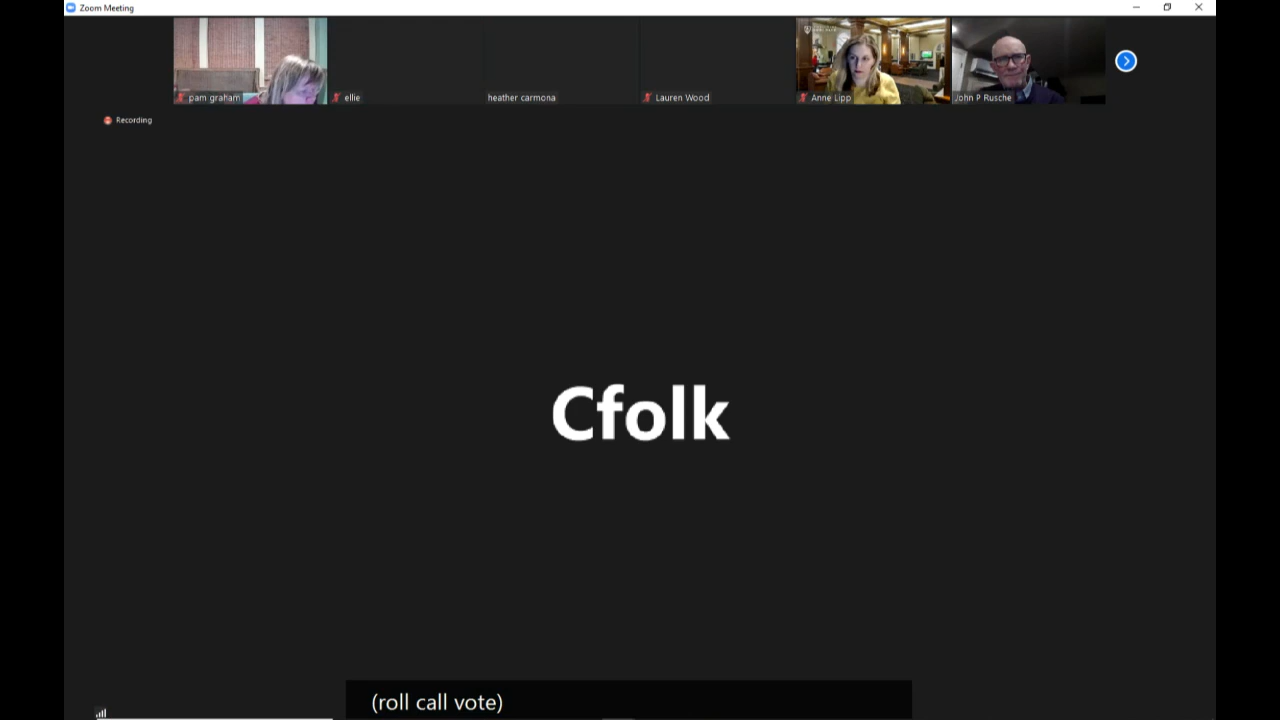 Zoom Meeting
pam graham
ellie
heather carmona
Lauren Wood
Anne Lipp
John P Rusche
Recording
Cfolk
(roll call vote)